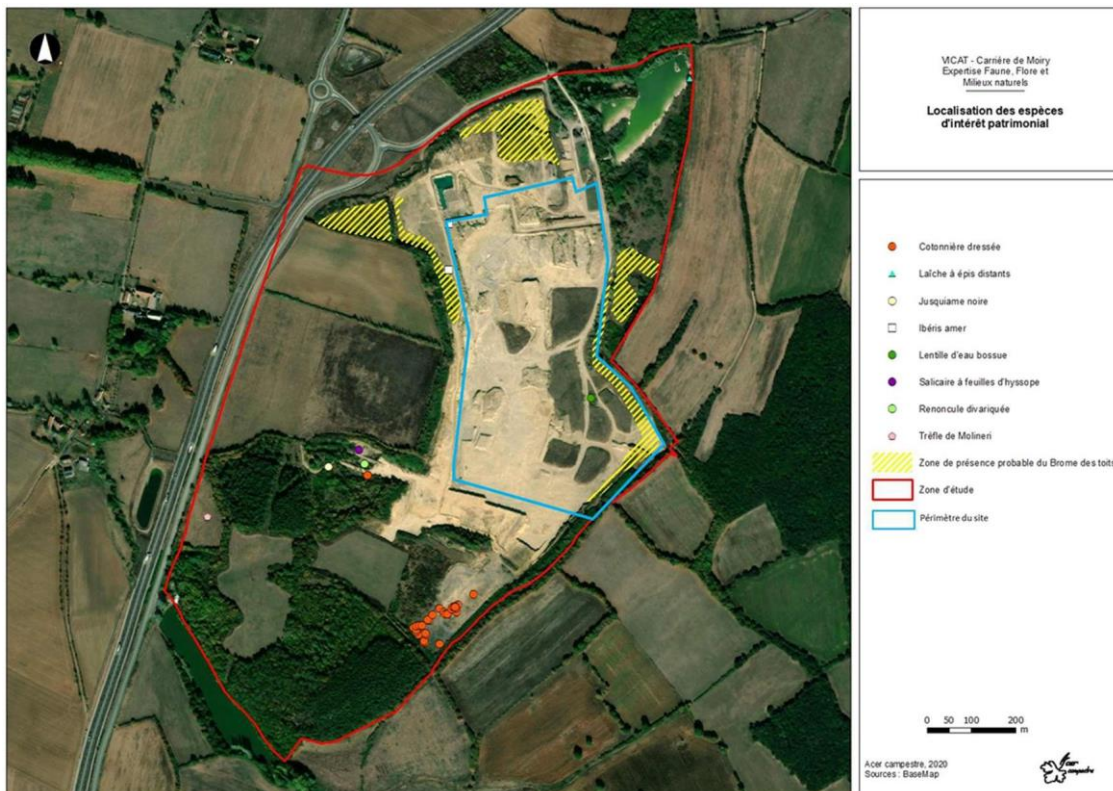 VICAT - Carrière de Moiry
Expertise Faune, Flore et
Milieux naturels
Localisation des espèces
d'intérêt patrimonial
Cotonnière dressée
Laîche à épis distants
Jusquiame noire
Ibéris amer
Lentille d'eau bossue
Salicaire à feuilles d'hyssope
Renoncule divariquée
Trèfle de Molineri
Zone de présence probable du Brome des toits
Zone d'étude
Périmètre du site
0 50 100 200
m
Acer campestre, 2020
Sources : BaseMap
acer
campestre